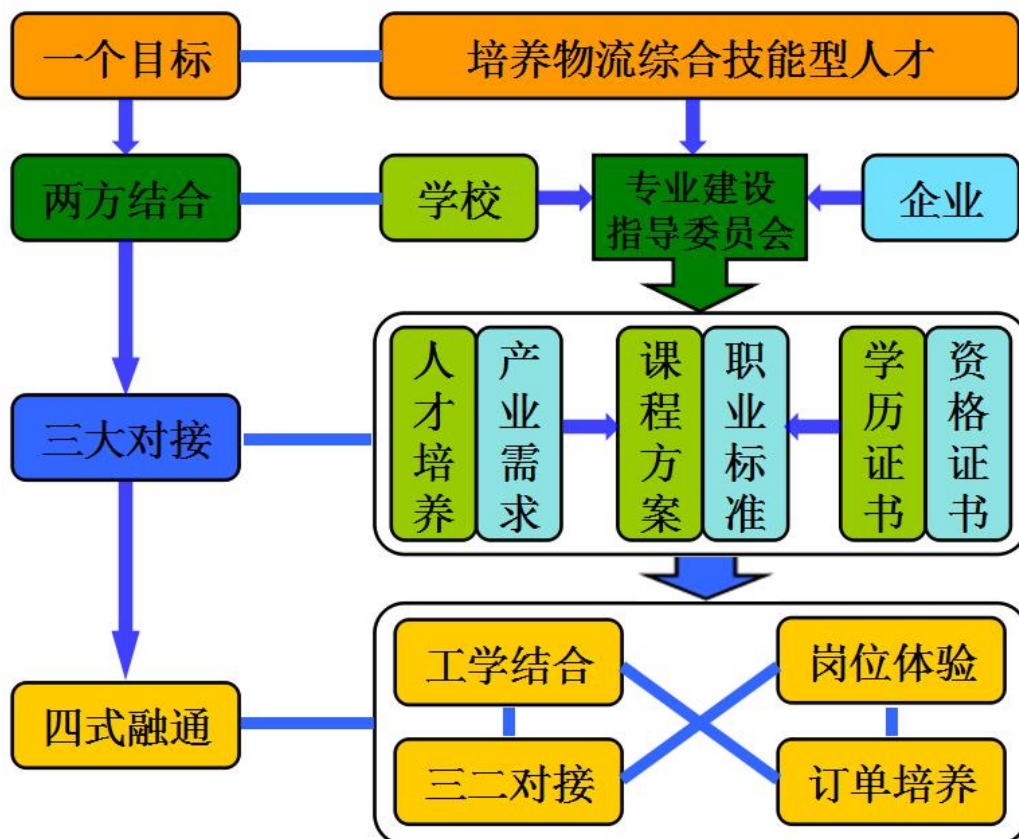 一个目标
培养物流综合技能型人才
两方结合
学校
专业建设
指导委员会
企业
三大对接
人才培养
产业需求
课程方案
职业标准
学历证书
资格证书
四式融通
工学结合
岗位体验
三二对接
订单培养